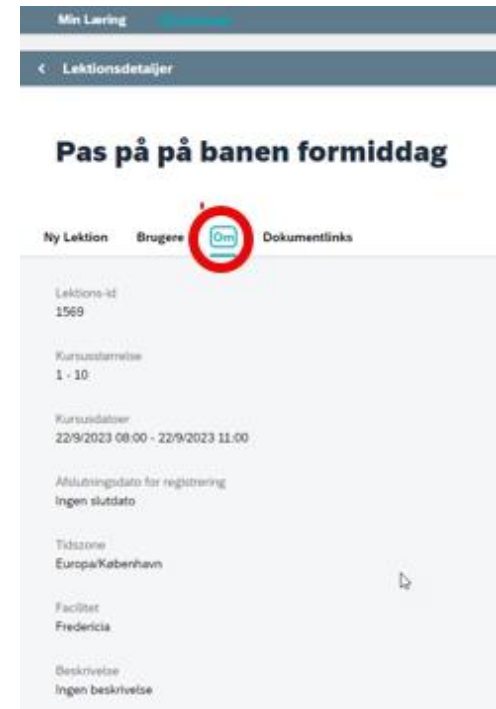 Min Læring
Lektionsdetaljer
Pas på på banen formiddag
Ny Lektion Brugere Om Dokumentlinks
Lektions-id
1569
Kursusstørrelse
1 - 10
Kursusdatoer
22/9/2023 08:00 - 22/9/2023 11:00
Afslutningsdato for registrering
Ingen slutdato
Tidszone
Europa/København
Facilitet
Fredericia
Beskrivelse
Ingen beskrivelse